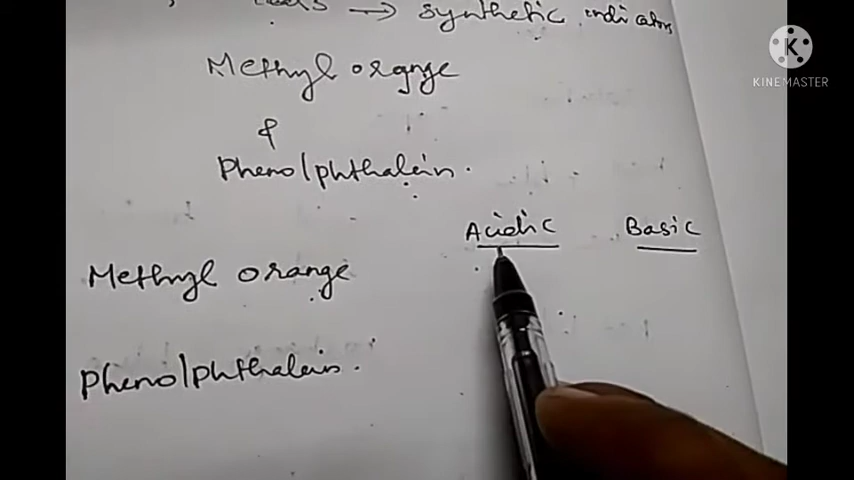 → synthetic indicators
Methyl orange
&
Phenolphthalein.
Acidic Basic
Methyl orange
Phenolphthalein.
K
KINEMASTER